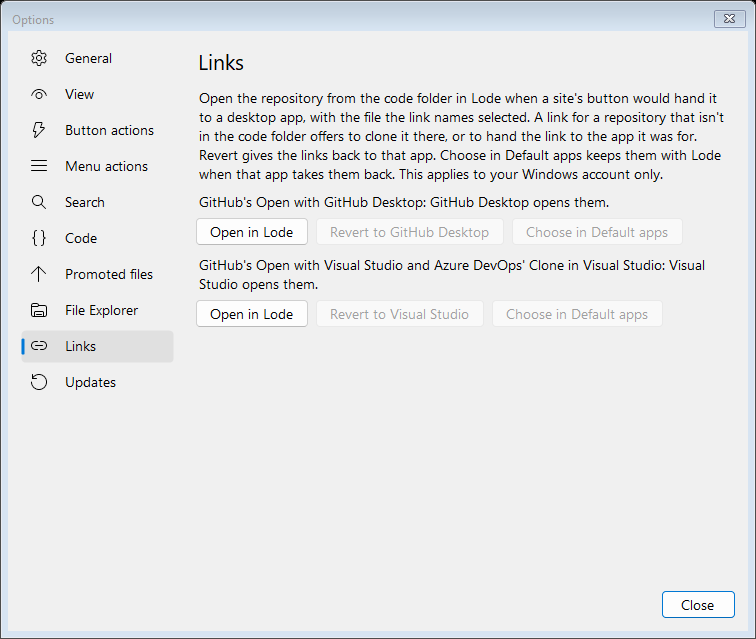 Options
General
View
Button actions
Menu actions
Search
Code
Promoted files
File Explorer
Links
Updates
Links
Open the repository from the code folder in Lode when a site's button would hand it
to a desktop app, with the file the link names selected. A link for a repository that isn't
in the code folder offers to clone it there, or to hand the link to the app it was for.
Revert gives the links back to that app. Choose in Default apps keeps them with Lode
when that app takes them back. This applies to your Windows account only.
GitHub's Open with GitHub Desktop: GitHub Desktop opens them.
Open in Lode Revert to GitHub Desktop Choose in Default apps
GitHub's Open with Visual Studio and Azure DevOps' Clone in Visual Studio: Visual
Studio opens them.
Open in Lode Revert to Visual Studio Choose in Default apps
Close